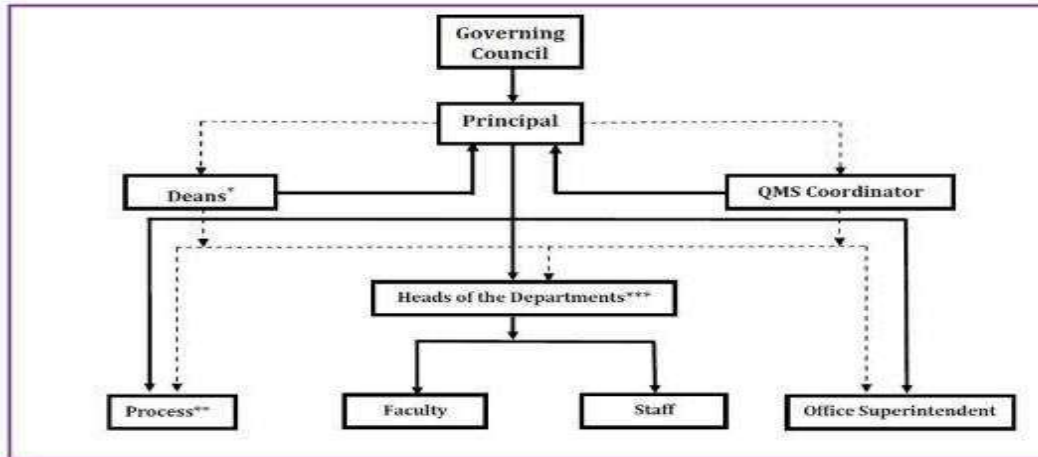 Governing
Council
Principal
Deans*
QMS Coordinator
Heads of the Departments***
Process**
Faculty
Staff
Office Superintendent